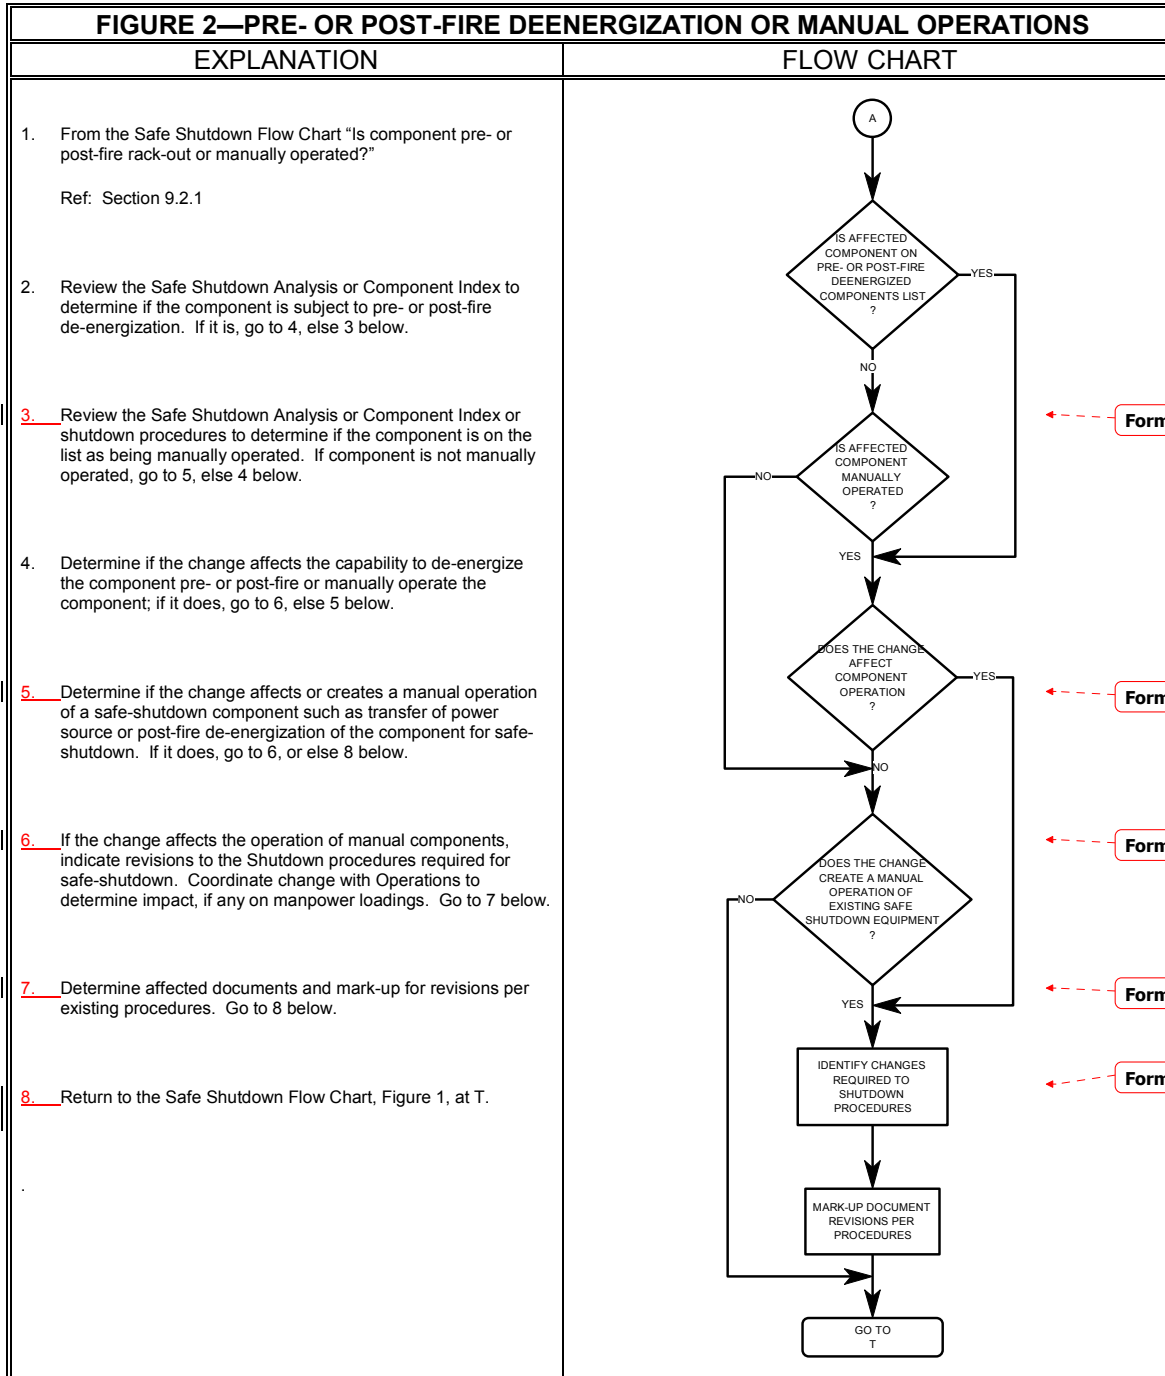 FIGURE 2—PRE- OR POST-FIRE DEENERGIZATION OR MANUAL OPERATIONS
EXPLANATION
FLOW CHART
1. From the Safe Shutdown Flow Chart “Is component pre- or
post-fire rack-out or manually operated?”
Ref: Section 9.2.1
2. Review the Safe Shutdown Analysis or Component Index to
determine if the component is subject to pre- or post-fire
de-energization. If it is, go to 4, else 3 below.
3. Review the Safe Shutdown Analysis or Component Index or
shutdown procedures to determine if the component is on the
list as being manually operated. If component is not manually
operated, go to 5, else 4 below.
4. Determine if the change affects the capability to de-energize
the component pre- or post-fire or manually operate the
component; if it does, go to 6, else 5 below.
5. Determine if the change affects or creates a manual operation
of a safe-shutdown component such as transfer of power
source or post-fire de-energization of the component for safe-
shutdown. If it does, go to 6, or else 8 below.
6. If the change affects the operation of manual components,
indicate revisions to the Shutdown procedures required for
safe-shutdown. Coordinate change with Operations to
determine impact, if any on manpower loadings. Go to 7 below.
7. Determine affected documents and mark-up for revisions per
existing procedures. Go to 8 below.
8. Return to the Safe Shutdown Flow Chart, Figure 1, at T.
.
A
IS AFFECTED
COMPONENT ON
PRE- OR POST-FIRE
DEENERGIZED
COMPONENTS LIST
?
YES
NO
IS AFFECTED
COMPONENT
MANUALLY
OPERATED
?
NO
YES
DOES THE CHANGE
AFFECT
COMPONENT
OPERATION
?
YES
NO
DOES THE CHANGE
CREATE A MANUAL
OPERATION OF
EXISTING SAFE
SHUTDOWN EQUIPMENT
?
NO
YES
IDENTIFY CHANGES
REQUIRED TO
SHUTDOWN
PROCEDURES
MARK-UP DOCUMENT
REVISIONS PER
PROCEDURES
GO TO
T
Form
Form
Form
Form
Form